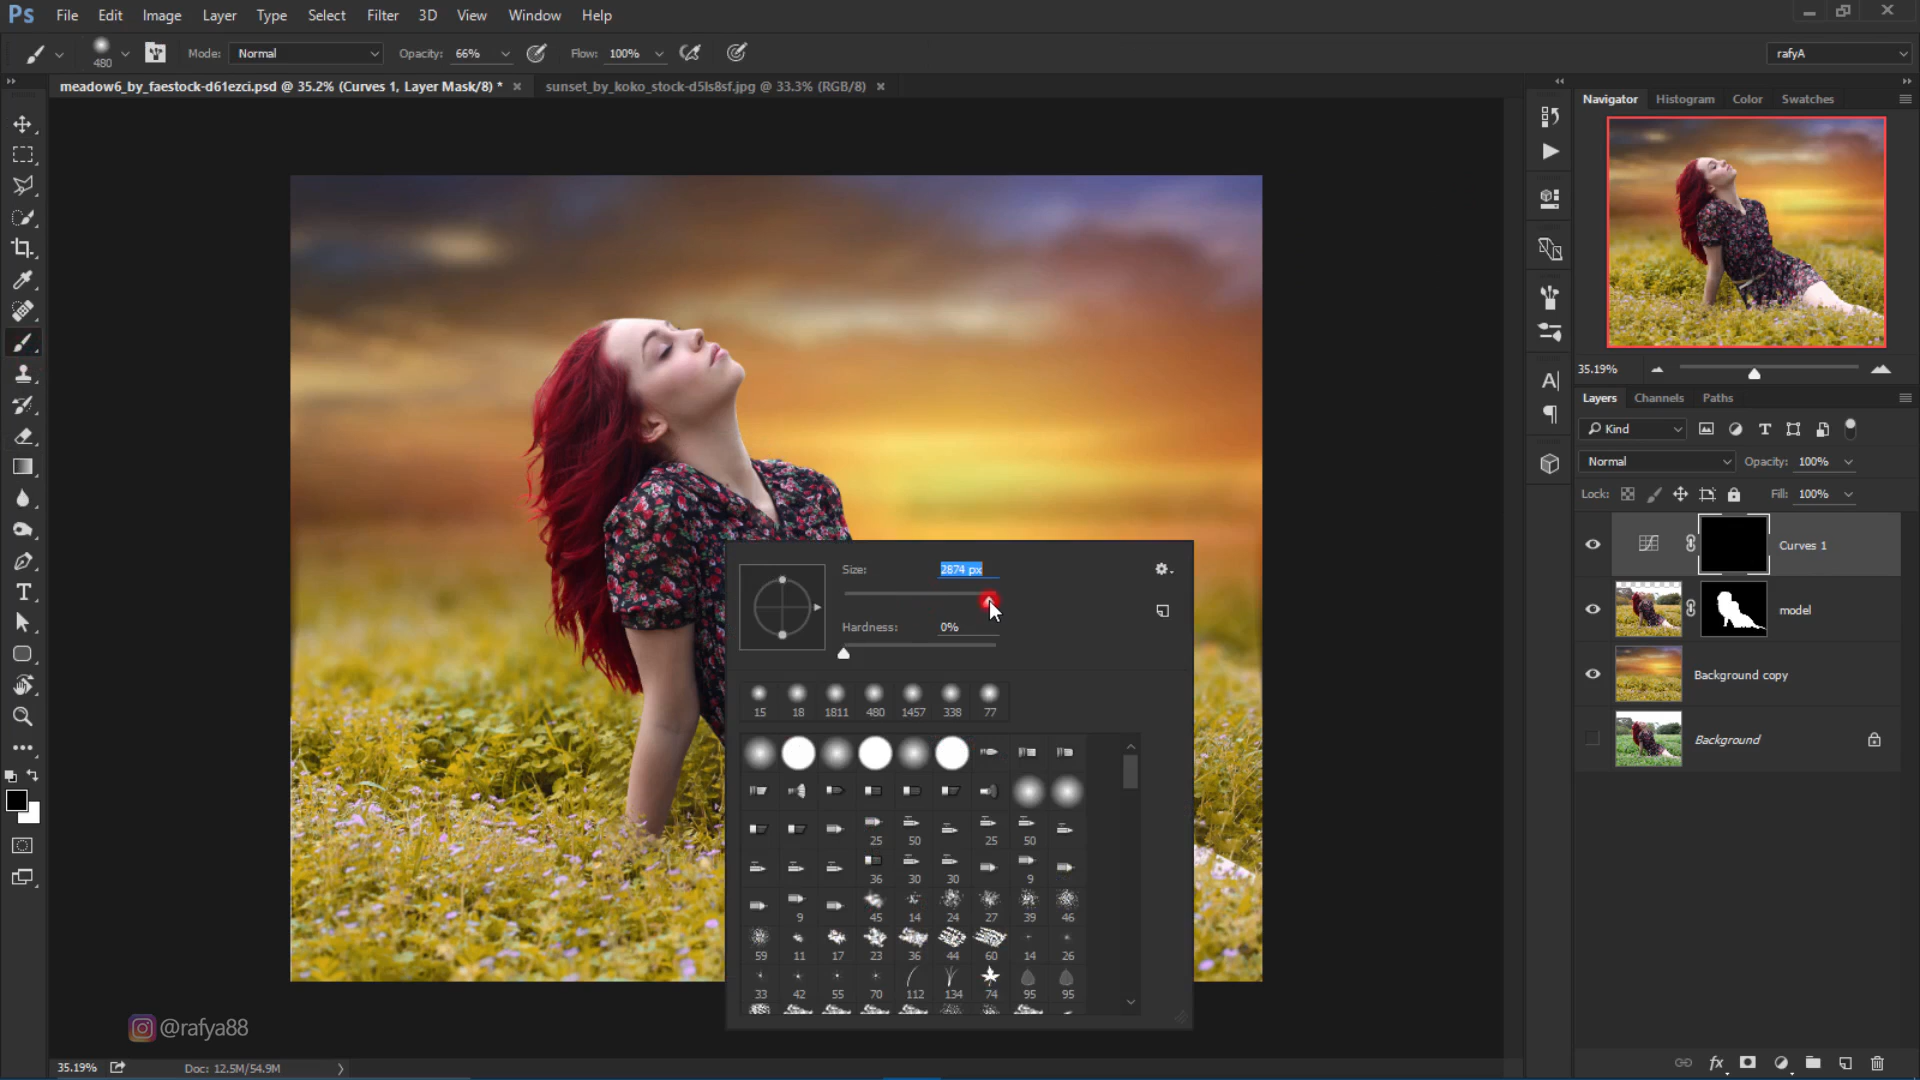 Ps File Edit Image Layer Type Select Filter 3D View Window Help
480 Mode: Normal Opacity: 66% Flow: 100% rafyA
meadow6_by_faestock-d61ezci.psd @ 35.2% (Curves 1, Layer Mask/8) * × sunset_by_koko_stock-d5ls8sf.jpg @ 33.3% (RGB/8) ×
Navigator Histogram Color Swatches
35.19%
Layers Channels Paths
Kind
Normal Opacity: 100%
Lock: Fill: 100%
Curves 1
model
Background copy
Background
Size: 2874 px
Hardness: 0%
15 18 1811 480 1457 338 77
25 50 25 50
36 30 30 9
9 45 14 24 27 39 46
59 11 17 23 36 44 60 14 26
33 42 55 70 112 134 74 95 95
@rafya88
35.19% Doc: 12.5M/54.9M